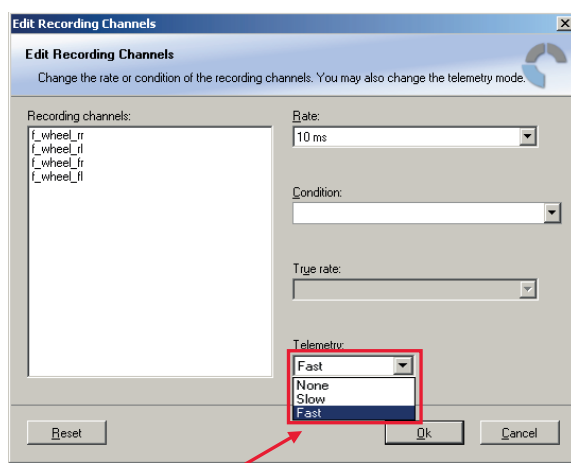 Edit Recording Channels
Edit Recording Channels
Change the rate or condition of the recording channels. You may also change the telemetry mode.
Recording channels:
f_wheel_rr
f_wheel_rl
f_wheel_fr
f_wheel_fl
Rate:
10 ms
Condition:
True rate:
Telemetry:
Fast
None
Slow
Fast
Reset
Ok
Cancel